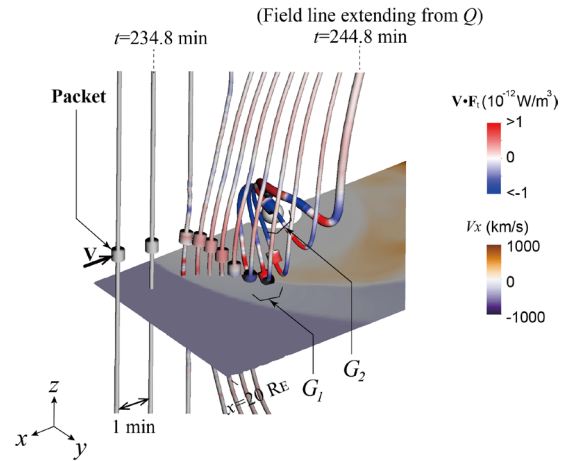 (Field line extending from Q)
t=234.8 min
t=244.8 min
Packet
V•Fₜ (10⁻¹²W/m³)
>1
0
<-1
Vx (km/s)
1000
0
-1000
V
G₂
G₁
x=20 RE
z
x
y
1 min